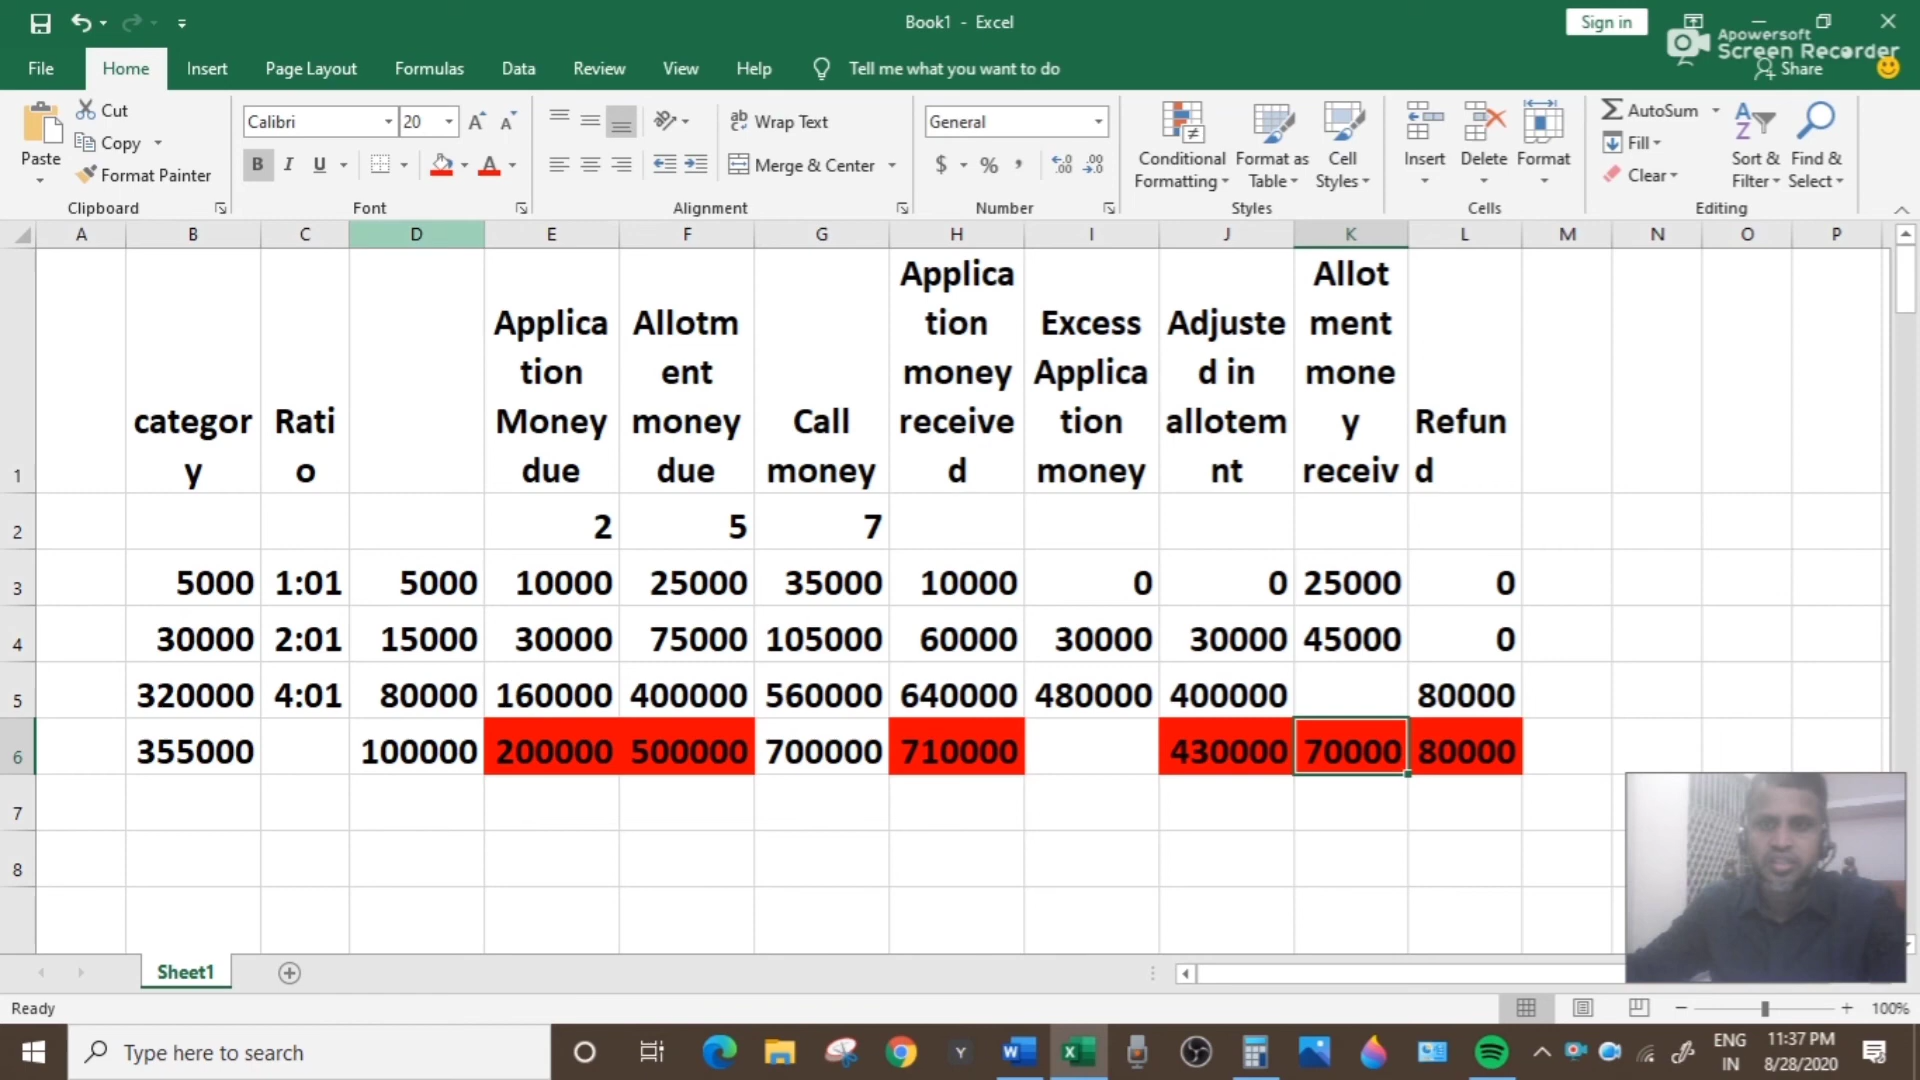 Book1 - Excel
Sign in
Apowersoft
Screen Recorder
File Home Insert Page Layout Formulas Data Review View Help Tell me what you want to do Share
Paste
Cut
Copy
Format Painter
Clipboard
Calibri 20
B I U
Font
Wrap Text
Merge & Center
Alignment
General
$ % ,
Number
Conditional
Formatting
Format as
Table
Cell
Styles
Styles
Insert Delete Format
Cells
AutoSum
Fill
Clear
Sort &
Filter
Find &
Select
Editing
A B C D E F G H I J K L M N O P
1
categor
y
Rati
o
Applica
tion
Money
due
Allotm
ent
money
due
Call
money
Applica
tion
money
receive
d
Excess
Applica
tion
money
Adjuste
d in
allotem
nt
Allot
ment
mone
y
receiv
Refun
d
2 2 5 7
3 5000 1:01 5000 10000 25000 35000 10000 0 0 25000 0
4 30000 2:01 15000 30000 75000 105000 60000 30000 30000 45000 0
5 320000 4:01 80000 160000 400000 560000 640000 480000 400000 80000
6 355000 100000 200000 500000 700000 710000 430000 70000 80000
7
8
Sheet1
Ready
100%
Type here to search
ENG
IN
11:37 PM
8/28/2020